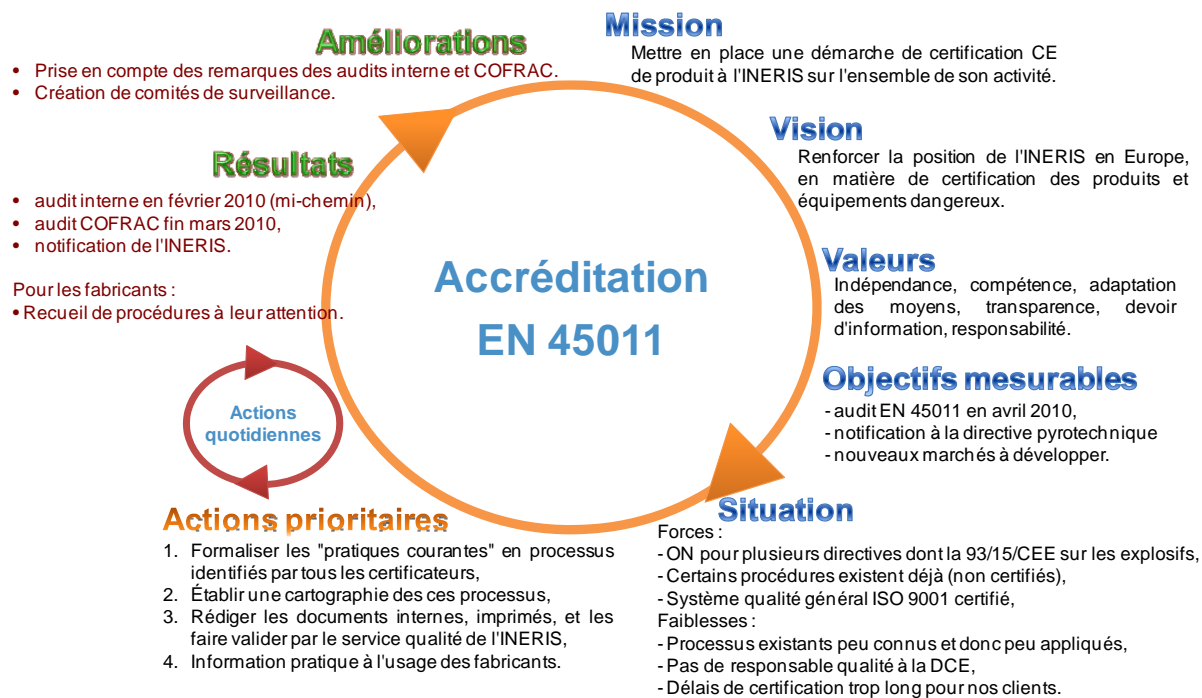 Améliorations
• Prise en compte des remarques des audits interne et COFRAC.
• Création de comités de surveillance.
Mission
Mettre en place une démarche de certification CE
de produit à l'INERIS sur l'ensemble de son activité.
Vision
Renforcer la position de l'INERIS en Europe,
en matière de certification des produits et
équipements dangereux.
Résultats
• audit interne en février 2010 (mi-chemin),
• audit COFRAC fin mars 2010,
• notification de l'INERIS.
Pour les fabricants :
• Recueil de procédures à leur attention.
Accréditation
EN 45011
Valeurs
Indépendance, compétence, adaptation
des moyens, transparence, devoir
d'information, responsabilité.
Objectifs mesurables
- audit EN 45011 en avril 2010,
- notification à la directive pyrotechnique
- nouveaux marchés à développer.
Actions
quotidiennes
Actions prioritaires
1. Formaliser les "pratiques courantes" en processus
identifiés par tous les certificateurs,
2. Établir une cartographie des ces processus,
3. Rédiger les documents internes, imprimés, et les
faire valider par le service qualité de l'INERIS,
4. Information pratique à l'usage des fabricants.
Situation
Forces :
- ON pour plusieurs directives dont la 93/15/CEE sur les explosifs,
- Certains procédures existent déjà (non certifiés),
- Système qualité général ISO 9001 certifié,
Faiblesses :
- Processus existants peu connus et donc peu appliqués,
- Pas de responsable qualité à la DCE,
- Délais de certification trop long pour nos clients.